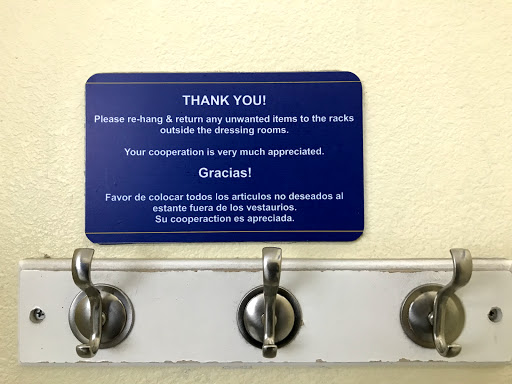 THANK YOU!
Please re-hang & return any unwanted items to the racks
outside the dressing rooms.
Your cooperation is very much appreciated.
Gracias!
Favor de colocar todos los articulos no deseados al
estante fuera de los vestaurios.
Su cooperaction es apreciada.